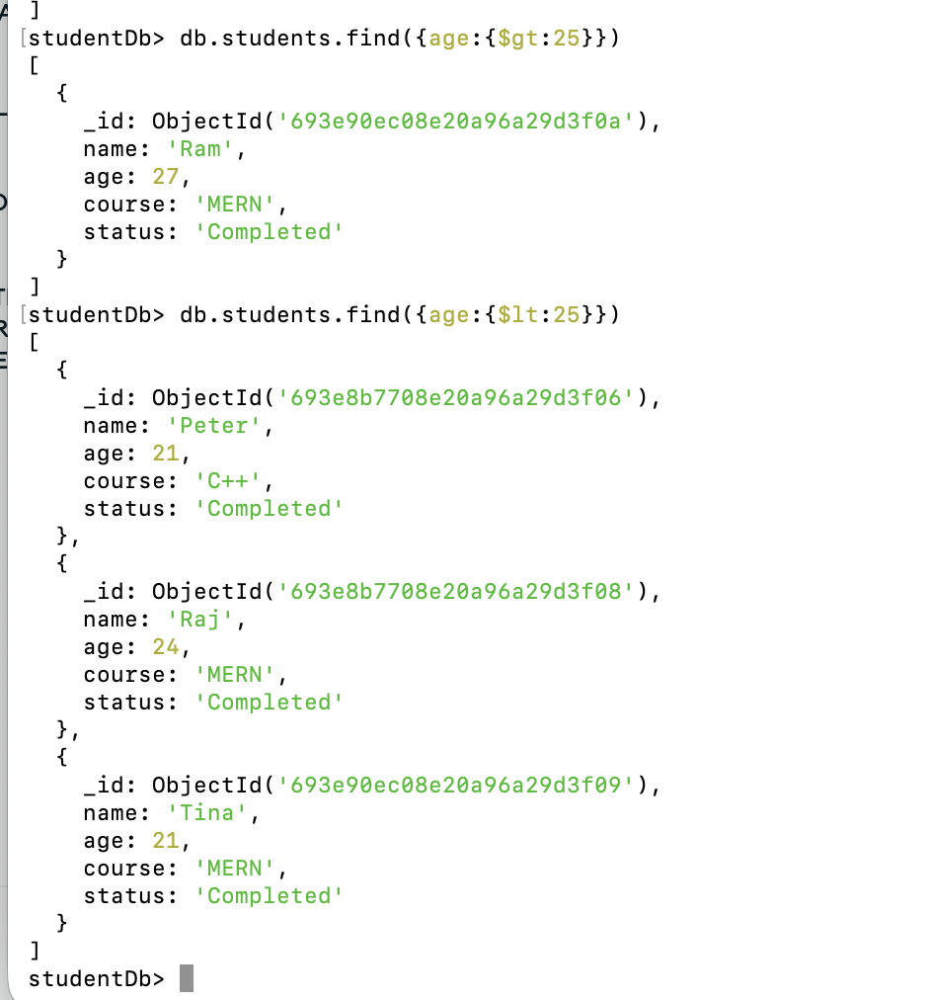 ]
[studentDb> db.students.find({age:{$gt:25}})
[
  {
    _id: ObjectId('693e90ec08e20a96a29d3f0a'),
    name: 'Ram',
    age: 27,
    course: 'MERN',
    status: 'Completed'
  }
]
[studentDb> db.students.find({age:{$lt:25}})
[
  {
    _id: ObjectId('693e8b7708e20a96a29d3f06'),
    name: 'Peter',
    age: 21,
    course: 'C++',
    status: 'Completed'
  },
  {
    _id: ObjectId('693e8b7708e20a96a29d3f08'),
    name: 'Raj',
    age: 24,
    course: 'MERN',
    status: 'Completed'
  },
  {
    _id: ObjectId('693e90ec08e20a96a29d3f09'),
    name: 'Tina',
    age: 21,
    course: 'MERN',
    status: 'Completed'
  }
]
studentDb>